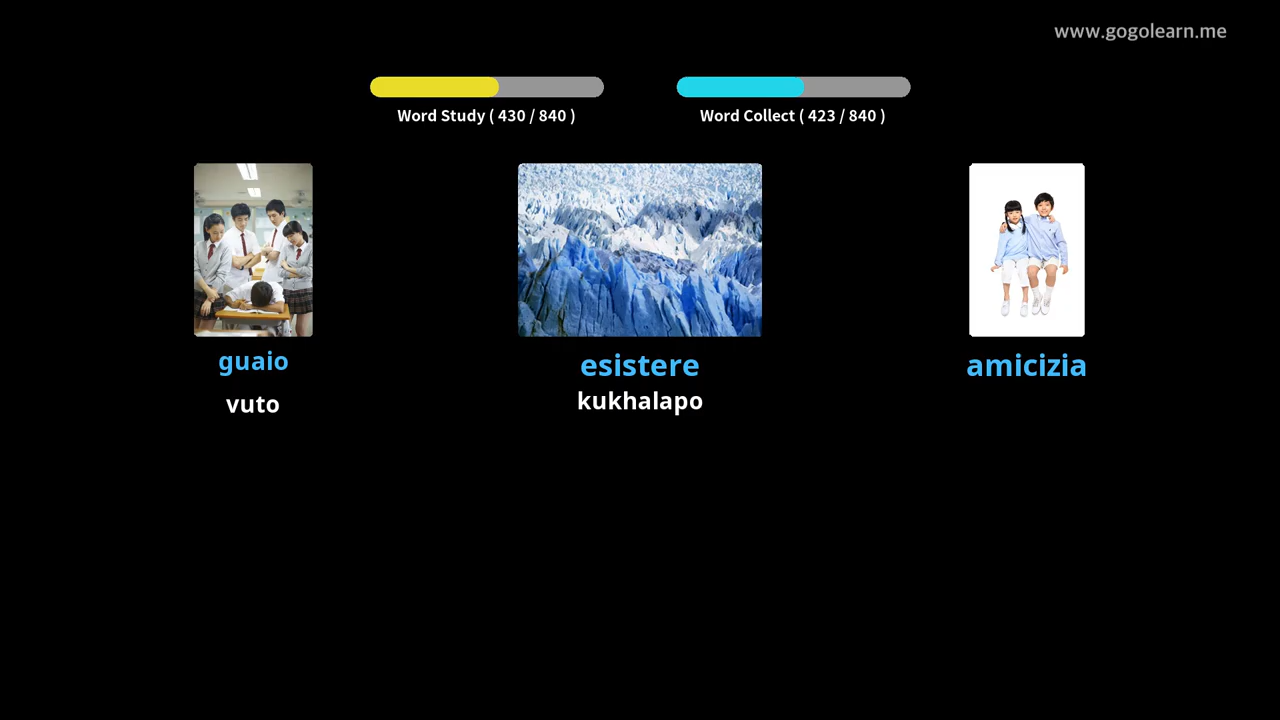 www.gogolearn.me
Word Study ( 430 / 840 )
Word Collect ( 423 / 840 )
guaio
vuto
esistere
kukhalapo
amicizia